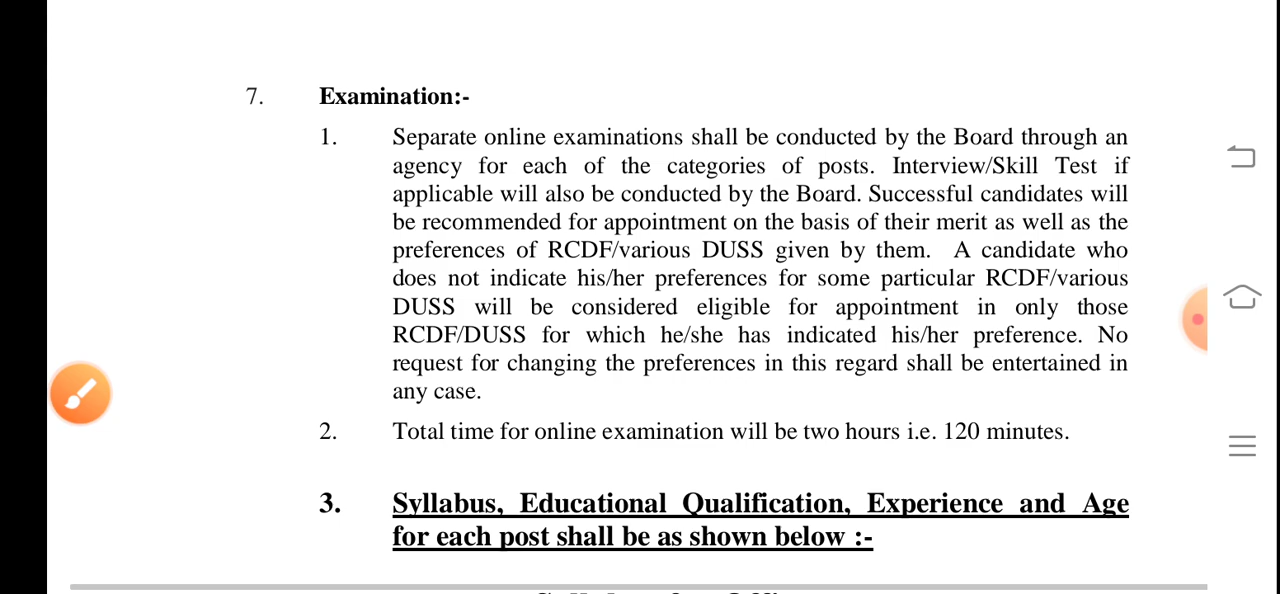 7. Examination:-
1. Separate online examinations shall be conducted by the Board through an
agency for each of the categories of posts. Interview/Skill Test if
applicable will also be conducted by the Board. Successful candidates will
be recommended for appointment on the basis of their merit as well as the
preferences of RCDF/various DUSS given by them. A candidate who
does not indicate his/her preferences for some particular RCDF/various
DUSS will be considered eligible for appointment in only those
RCDF/DUSS for which he/she has indicated his/her preference. No
request for changing the preferences in this regard shall be entertained in
any case.
2. Total time for online examination will be two hours i.e. 120 minutes.
3. Syllabus, Educational Qualification, Experience and Age
for each post shall be as shown below :-